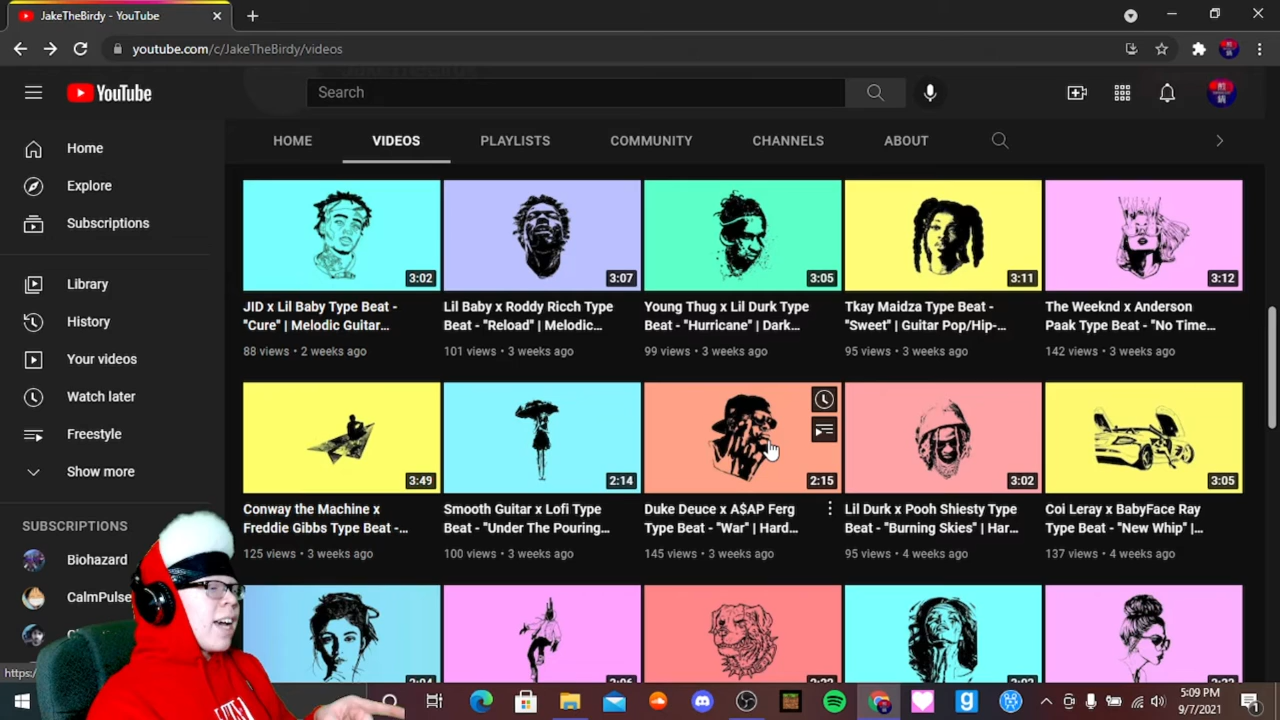 JakeTheBirdy - YouTube
youtube.com/c/JakeTheBirdy/videos
YouTube
Search
HOME VIDEOS PLAYLISTS COMMUNITY CHANNELS ABOUT
Home
Explore
Subscriptions
Library
History
Your videos
Watch later
Freestyle
Show more
SUBSCRIPTIONS
Biohazard
CalmPulse
3:02 3:07 3:05 3:11 3:12
JID x Lil Baby Type Beat -
"Cure" | Melodic Guitar...
88 views • 2 weeks ago
Lil Baby x Roddy Ricch Type
Beat - "Reload" | Melodic...
101 views • 3 weeks ago
Young Thug x Lil Durk Type
Beat - "Hurricane" | Dark...
99 views • 3 weeks ago
Tkay Maidza Type Beat -
"Sweet" | Guitar Pop/Hip-...
95 views • 3 weeks ago
The Weeknd x Anderson
Paak Type Beat - "No Time...
142 views • 3 weeks ago
3:49 2:14 2:15 3:02 3:05
Conway the Machine x
Freddie Gibbs Type Beat -...
125 views • 3 weeks ago
Smooth Guitar x Lofi Type
Beat - "Under The Pouring...
100 views • 3 weeks ago
Duke Deuce x A$AP Ferg
Type Beat - "War" | Hard...
145 views • 3 weeks ago
Lil Durk x Pooh Shiesty Type
Beat - "Burning Skies" | Har...
95 views • 4 weeks ago
Coi Leray x BabyFace Ray
Type Beat - "New Whip" |...
137 views • 4 weeks ago
https:/
5:09 PM
9/7/2021